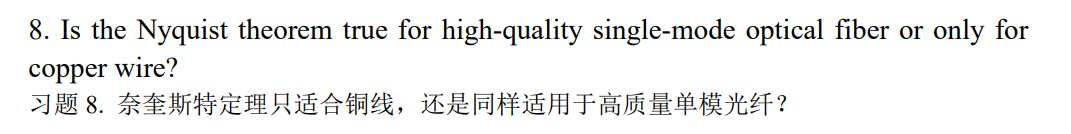 8. Is the Nyquist theorem true for high-quality single-mode optical fiber or only for
copper wire?
习题 8. 奈奎斯特定理只适合铜线，还是同样适用于高质量单模光纤？